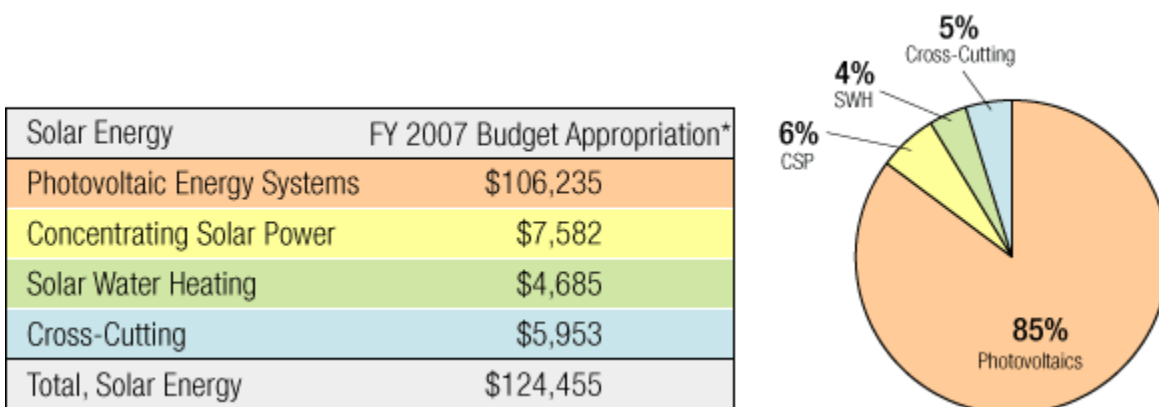 Solar Energy FY 2007 Budget Appropriation*
Photovoltaic Energy Systems $106,235
Concentrating Solar Power $7,582
Solar Water Heating $4,685
Cross-Cutting $5,953
Total, Solar Energy $124,455
5%
Cross-Cutting
4%
SWH
6%
CSP
85%
Photovoltaics